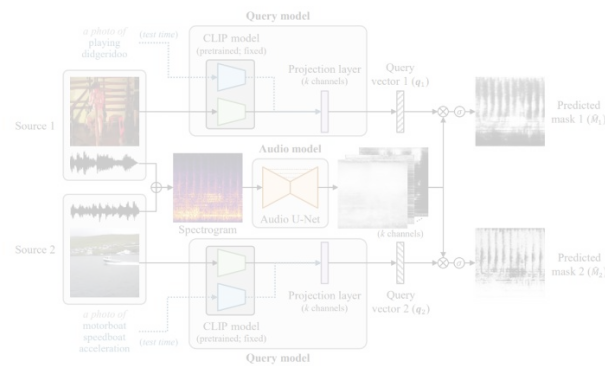 Query model
a photo of
playing
didgeridoo
(test time)
CLIP model
(pretrained; fixed)
Projection layer
(k channels)
Query
vector 1 (q₁)
Predicted
mask 1 (M̂₁)
Source 1
Audio model
Spectrogram
Audio U-Net
(k channels)
Source 2
Predicted
mask 2 (M̂₂)
Projection layer
(k channels)
Query
vector 2 (q₂)
a photo of
motorboat
speedboat
acceleration
(test time)
CLIP model
(pretrained; fixed)
Query model